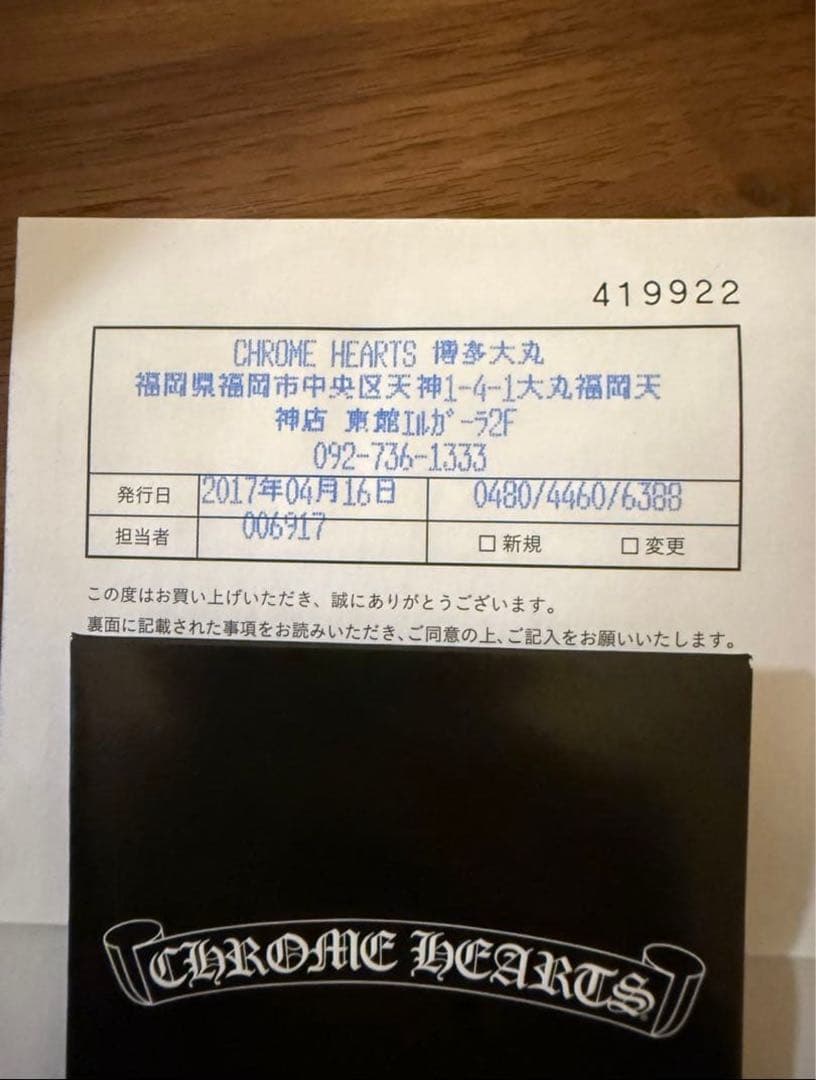 419922
CHROME HEARTS 博多大丸
福岡県福岡市中央区天神1-4-1大丸福岡天
神店 東館ｴﾙｶﾞｰﾗ2F
092-736-1333
発行日 2017年04月16日 0480/4460/6388
担当者 006917 □ 新規 □ 変更
この度はお買い上げいただき、誠にありがとうございます。
裏面に記載された事項をお読みいただき、ご同意の上、ご記入をお願いいたします。
CHROME HEARTS